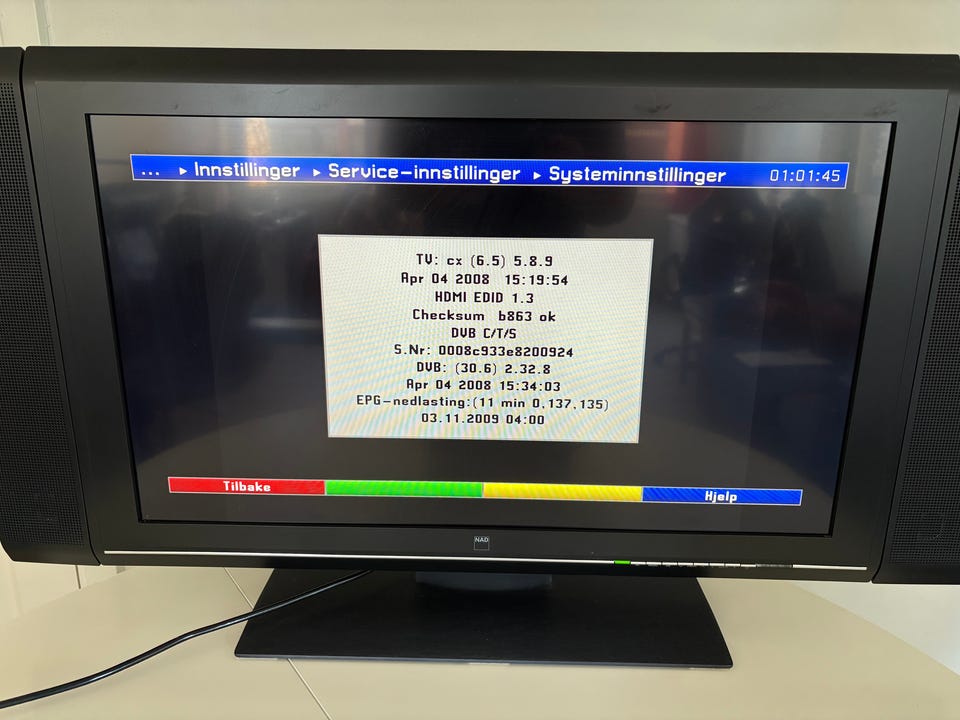 ... ▸ Innstillinger ▸ Service-innstillinger ▸ Systeminnstillinger 01:01:45
TV: cx (6.5) 5.8.9
Apr 04 2008 15:19:54
HDMI EDID 1.3
Checksum b863 ok
DVB C/T/S
S.Nr: 0008c933e8200924
DVB: (30.6) 2.32.8
Apr 04 2008 15:34:03
EPG-nedlasting:(11 min 0,137,135)
03.11.2009 04:00
Tilbake
Hjelp
NAD